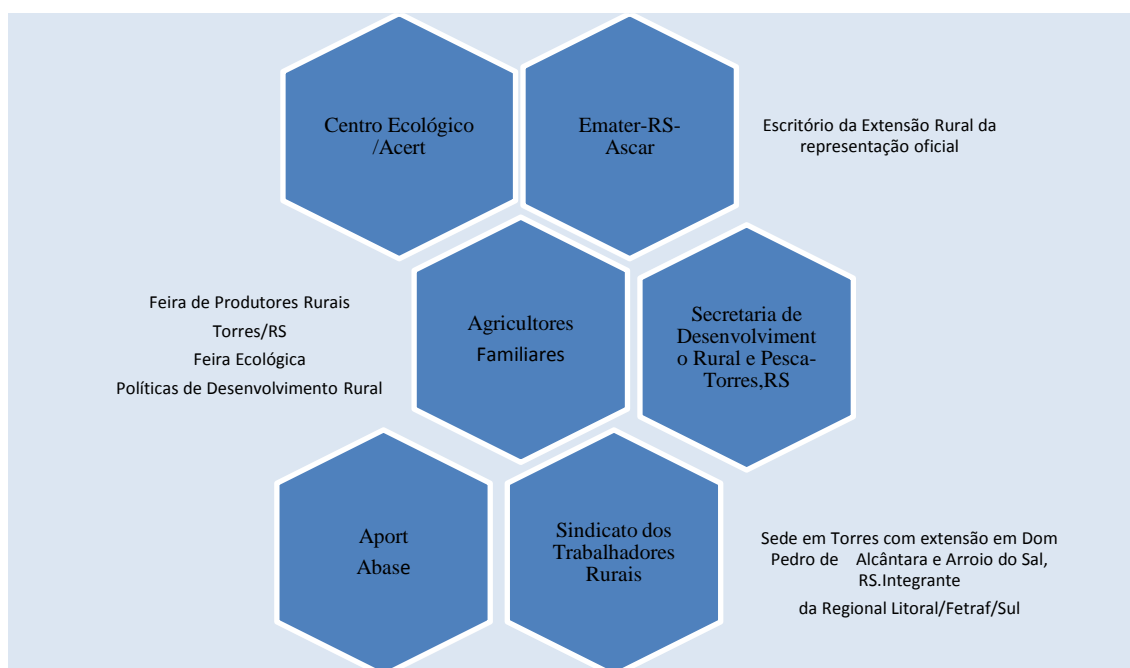 Centro Ecológico
/Acert
Emater-RS-
Ascar
Escritório da Extensão Rural da
representação oficial
Feira de Produtores Rurais
Torres/RS
Feira Ecológica
Políticas de Desenvolvimento Rural
Agricultores
Familiares
Secretaria de
Desenvolviment
o Rural e Pesca-
Torres,RS
Aport
Abase
Sindicato dos
Trabalhadores
Rurais
Sede em Torres com extensão em Dom
Pedro de Alcântara e Arroio do Sal,
RS.Integrante
da Regional Litoral/Fetraf/Sul